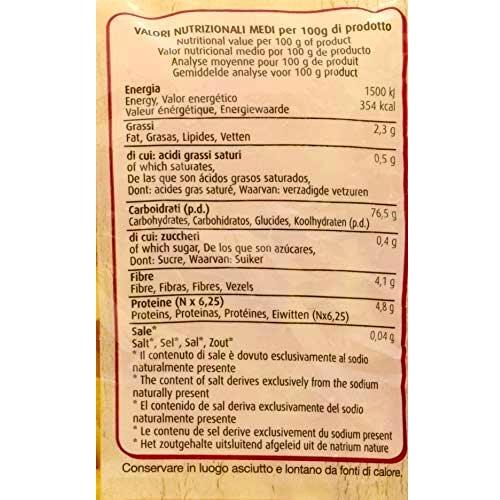 VALORI NUTRIZIONALI MEDI per 100g di prodotto
Nutritional value per 100 g of product
Valor nutricional medio por 100 g de producto
Analyse moyenne pour 100 g de produit
Gemiddelde analyse voor 100 g product
Energia 1500 kJ
Energy, Valor energético 354 kcal
Valeur énérgétique, Energiewaarde
Grassi 2,3 g
Fat, Grasas, Lipides, Vetten
di cui: acidi grassi saturi 0,5 g
of which saturates,
De las que son ácidos grasos saturados,
Dont: acides gras saturé, Waarvan: verzadigde vetzuren
Carboidrati (p.d.) 76,5 g
Carbohydrates, Carbohidratos, Glucides, Koolhydraten (p.d.)
di cui: zuccheri 0,4 g
of which sugar, De los que son azúcares,
Dont: Sucre, Waarvan: Suiker
Fibre 4,1 g
Fibre, Fibras, Fibres, Vezels
Proteine (N x 6,25) 4,8 g
Proteins, Proteinas, Protéines, Eiwitten (Nx6,25)
Sale* 0,04 g
Salt*, Sel*, Sal*, Zout*
* Il contenuto di sale è dovuto esclusivamente al sodio
naturalmente presente
* The content of salt derives exclusively from the sodium
naturally present
* El contenido de sal deriva exclusivamente del sodio
naturalmente presente
* Le contenu de sel derive exclusivement du sodium present
* Het zoutgehalte uitsluitend afgeleid uit de natrium nature
Conservare in luogo asciutto e lontano da fonti di calore.